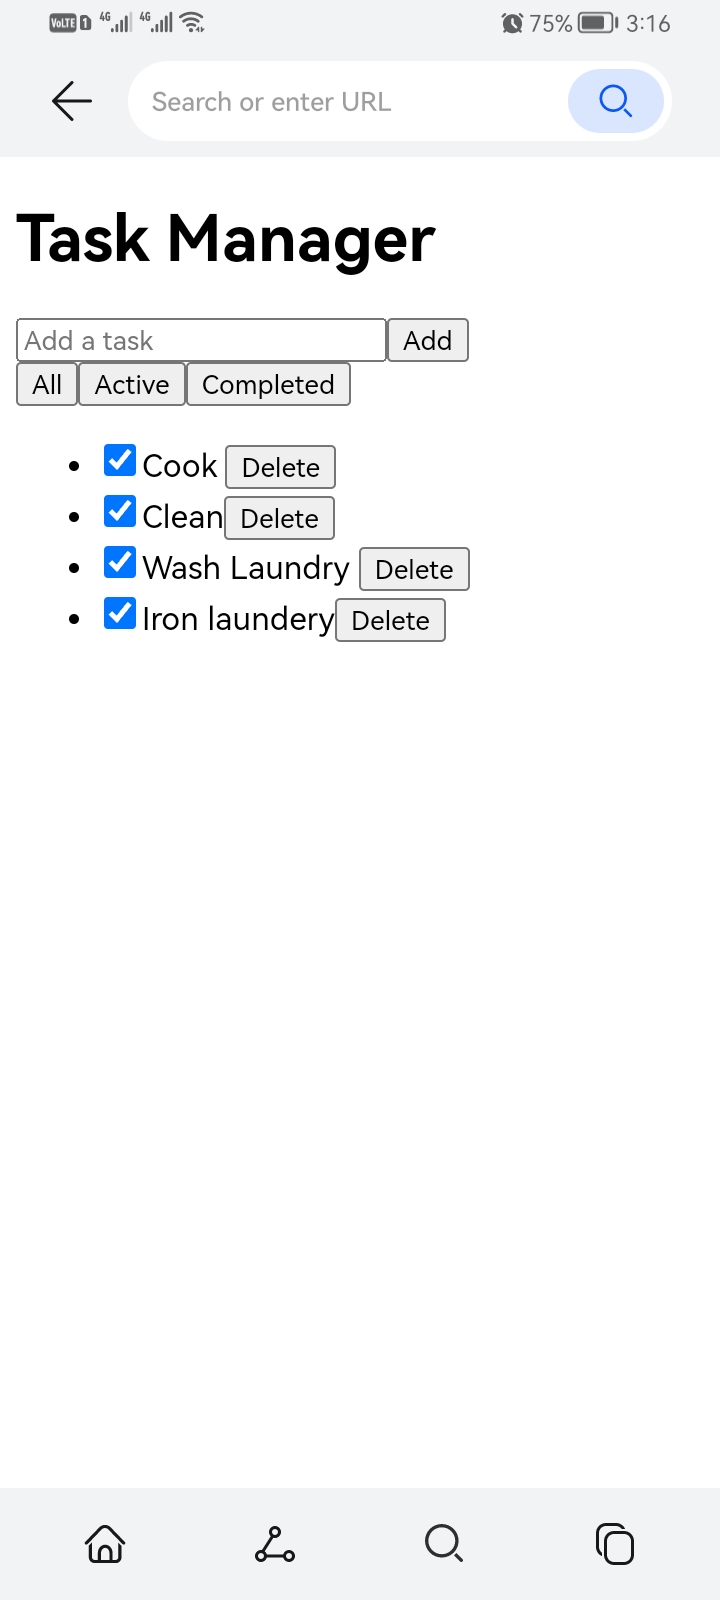 VoLTE 1 4G 4G 75% 3:16
Search or enter URL
Task Manager
Add a task Add
All Active Completed
Cook Delete
Clean Delete
Wash Laundry Delete
Iron laundery Delete